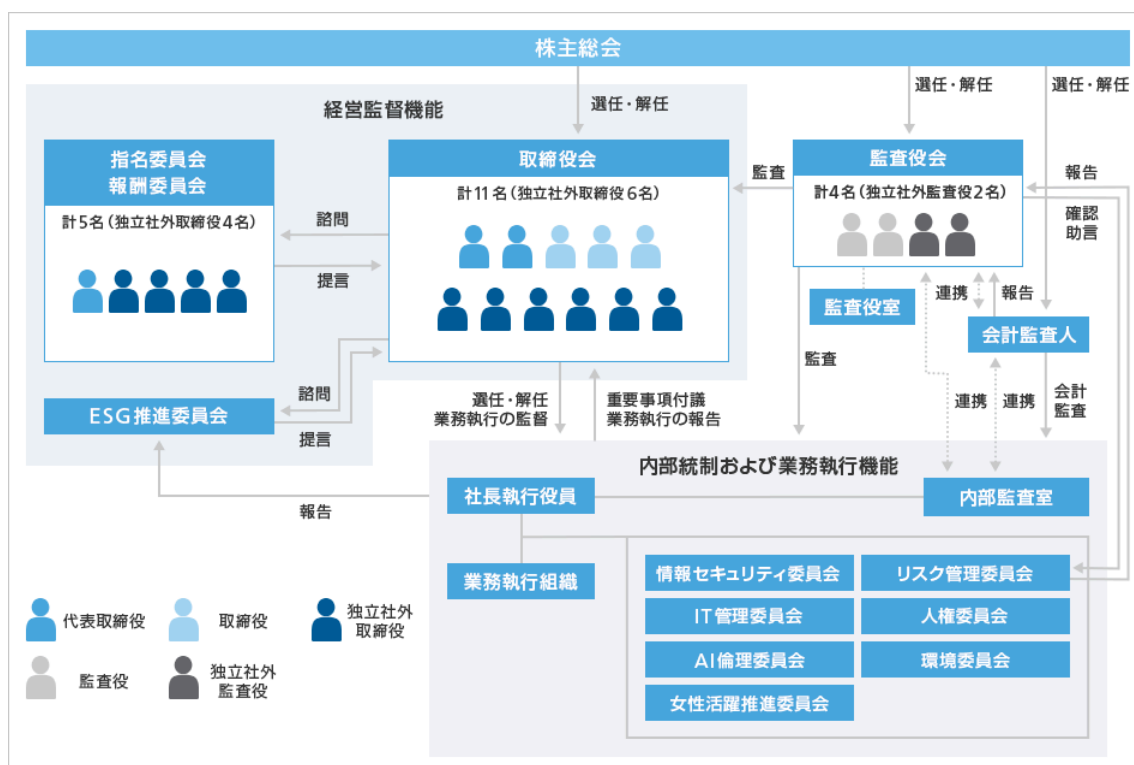 株主総会
選任・解任
選任・解任
選任・解任
経営監督機能
指名委員会
報酬委員会
計5名(独立社外取締役4名)
諮問
提言
取締役会
計11名(独立社外取締役6名)
監査
監査役会
計4名(独立社外監査役2名)
報告
確認
助言
監査役室
連携
報告
会計監査人
監査
連携
連携
会計
監査
ESG推進委員会
諮問
提言
選任・解任
業務執行の監督
重要事項付議
業務執行の報告
報告
内部統制および業務執行機能
社長執行役員
内部監査室
業務執行組織
情報セキュリティ委員会
リスク管理委員会
IT管理委員会
人権委員会
AI倫理委員会
環境委員会
女性活躍推進委員会
代表取締役
取締役
独立社外
取締役
監査役
独立社外
監査役